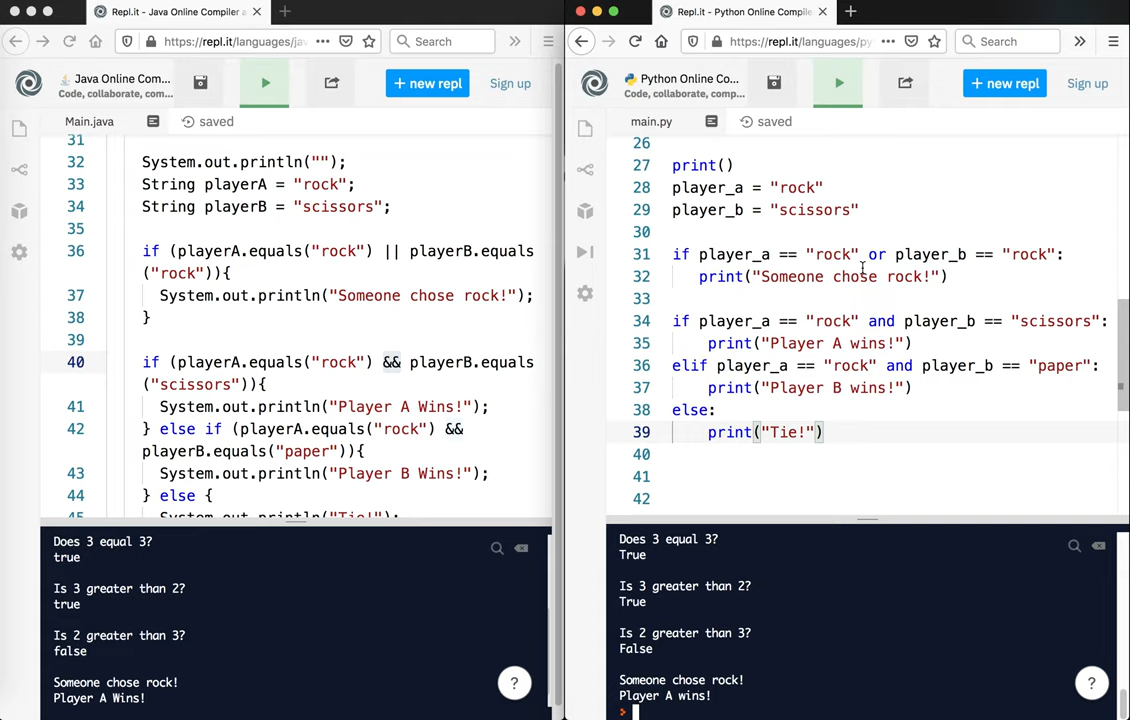 Repl.it - Java Online Compiler a
https://repl.it/languages/jav
Search
Java Online Com...
Code, collaborate, com...
+ new repl
Sign up
Main.java
saved
31
32 System.out.println("");
33 String playerA = "rock";
34 String playerB = "scissors";
35
36 if (playerA.equals("rock") || playerB.equals
("rock")){
37 System.out.println("Someone chose rock!");
38 }
39
40 if (playerA.equals("rock") && playerB.equals
("scissors")){
41 System.out.println("Player A Wins!");
42 } else if (playerA.equals("rock") &&
playerB.equals("paper")){
43 System.out.println("Player B Wins!");
44 } else {
45 System.out.println("Tie!");
Does 3 equal 3?
true
Is 3 greater than 2?
true
Is 2 greater than 3?
false
Someone chose rock!
Player A Wins!
?
Repl.it - Python Online Compile
https://repl.it/languages/py
Search
Python Online Co...
Code, collaborate, comp...
+ new repl
Sign up
main.py
saved
26
27 print()
28 player_a = "rock"
29 player_b = "scissors"
30
31 if player_a == "rock" or player_b == "rock":
32 print("Someone chose rock!")
33
34 if player_a == "rock" and player_b == "scissors":
35 print("Player A wins!")
36 elif player_a == "rock" and player_b == "paper":
37 print("Player B wins!")
38 else:
39 print("Tie!")
40
41
42
Does 3 equal 3?
True
Is 3 greater than 2?
True
Is 2 greater than 3?
False
Someone chose rock!
Player A wins!
?